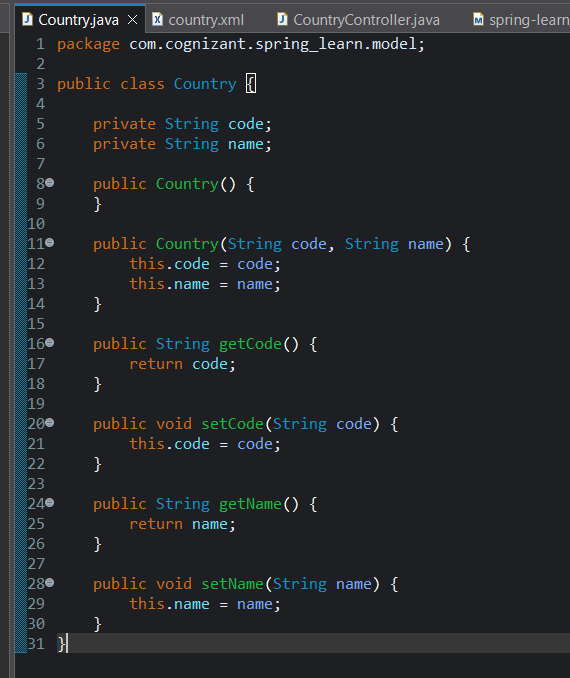 Country.java country.xml CountryController.java spring-learn
1 package com.cognizant.spring_learn.model;
2
3 public class Country {
4
5     private String code;
6     private String name;
7
8     public Country() {
9     }
10
11     public Country(String code, String name) {
12         this.code = code;
13         this.name = name;
14     }
15
16     public String getCode() {
17         return code;
18     }
19
20     public void setCode(String code) {
21         this.code = code;
22     }
23
24     public String getName() {
25         return name;
26     }
27
28     public void setName(String name) {
29         this.name = name;
30     }
31 }